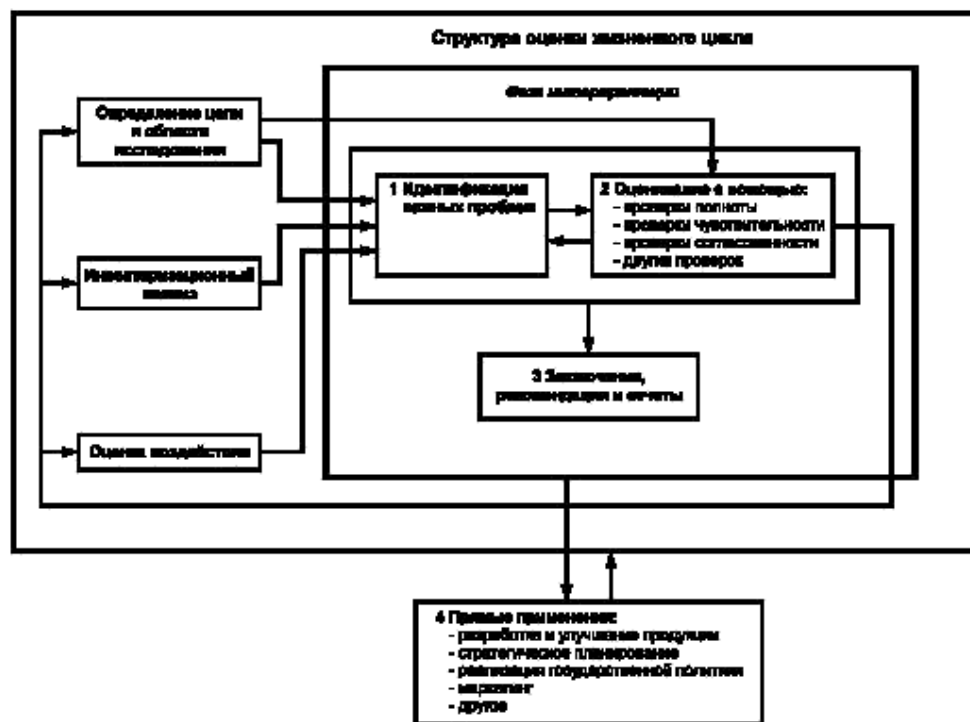 Структура оценки жизненного цикла
Фаза интерпретации
Определение цели
и области
исследования
1 Идентификация
важных проблем
2 Оценивание с помощью:
- проверки полноты
- проверки чувствительности
- проверки согласованности
- других проверок
Инвентаризационный
анализ
3 Заключения,
рекомендации и отчеты
Оценка воздействия
4 Прямые применения:
- разработка и улучшение продукции
- стратегическое планирование
- реализация государственной политики
- маркетинг
- другое